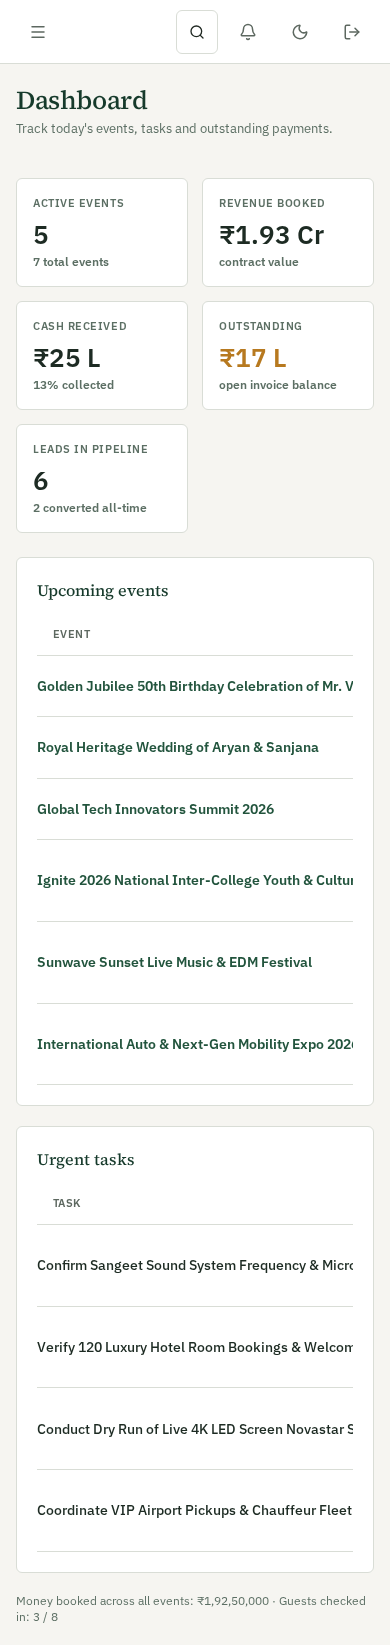 Dashboard
Track today's events, tasks and outstanding payments.
ACTIVE EVENTS
5
7 total events
REVENUE BOOKED
₹1.93 Cr
contract value
CASH RECEIVED
₹25 L
13% collected
OUTSTANDING
₹17 L
open invoice balance
LEADS IN PIPELINE
6
2 converted all-time
Upcoming events
EVENT
Golden Jubilee 50th Birthday Celebration of Mr. V
Royal Heritage Wedding of Aryan & Sanjana
Global Tech Innovators Summit 2026
Ignite 2026 National Inter-College Youth & Cultur
Sunwave Sunset Live Music & EDM Festival
International Auto & Next-Gen Mobility Expo 2026
Urgent tasks
TASK
Confirm Sangeet Sound System Frequency & Micro
Verify 120 Luxury Hotel Room Bookings & Welcom
Conduct Dry Run of Live 4K LED Screen Novastar S
Coordinate VIP Airport Pickups & Chauffeur Fleet
Money booked across all events: ₹1,92,50,000 · Guests checked
in: 3 / 8